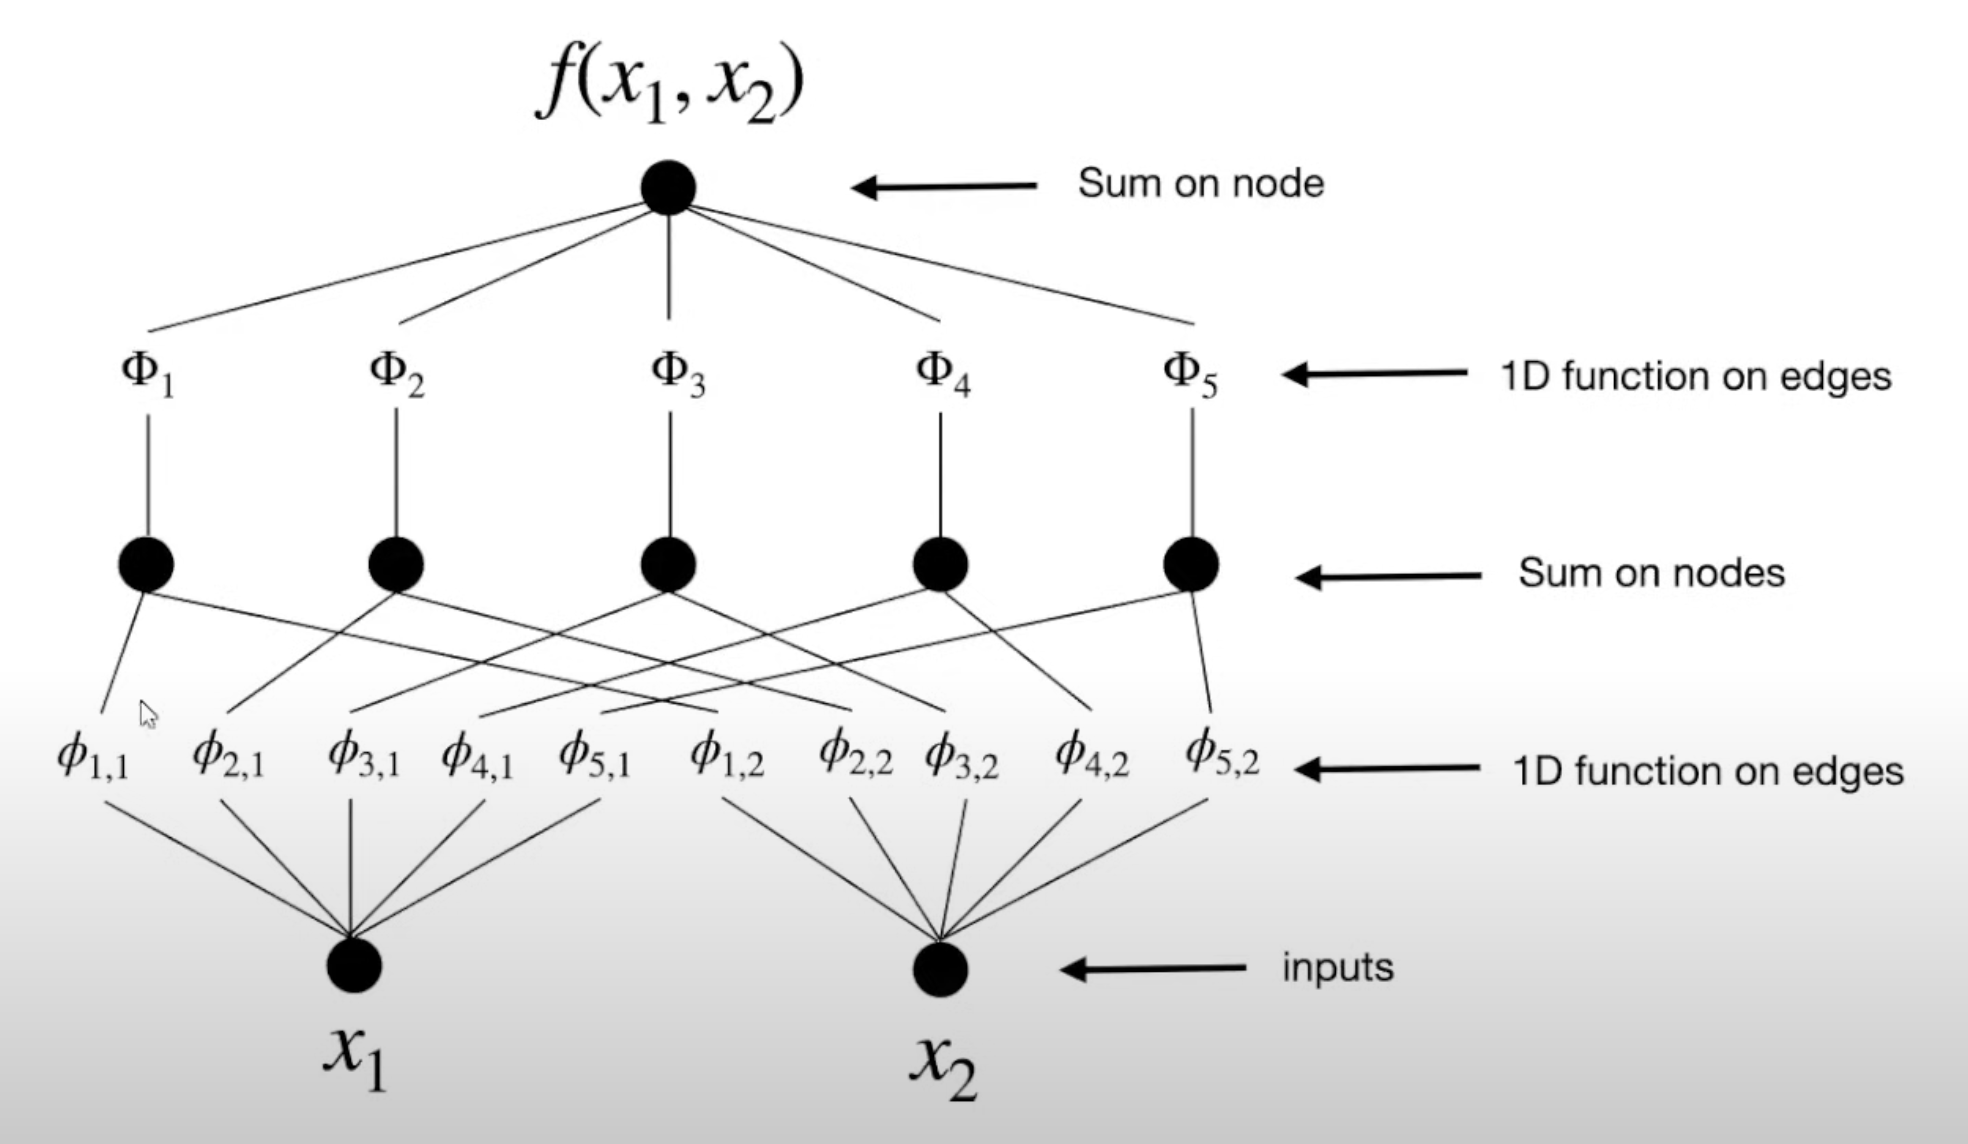 f(x₁, x₂)
Sum on node
Φ₁ Φ₂ Φ₃ Φ₄ Φ₅ 1D function on edges
Sum on nodes
ϕ₁,₁ ϕ₂,₁ ϕ₃,₁ ϕ₄,₁ ϕ₅,₁ ϕ₁,₂ ϕ₂,₂ ϕ₃,₂ ϕ₄,₂ ϕ₅,₂ 1D function on edges
inputs
x₁ x₂